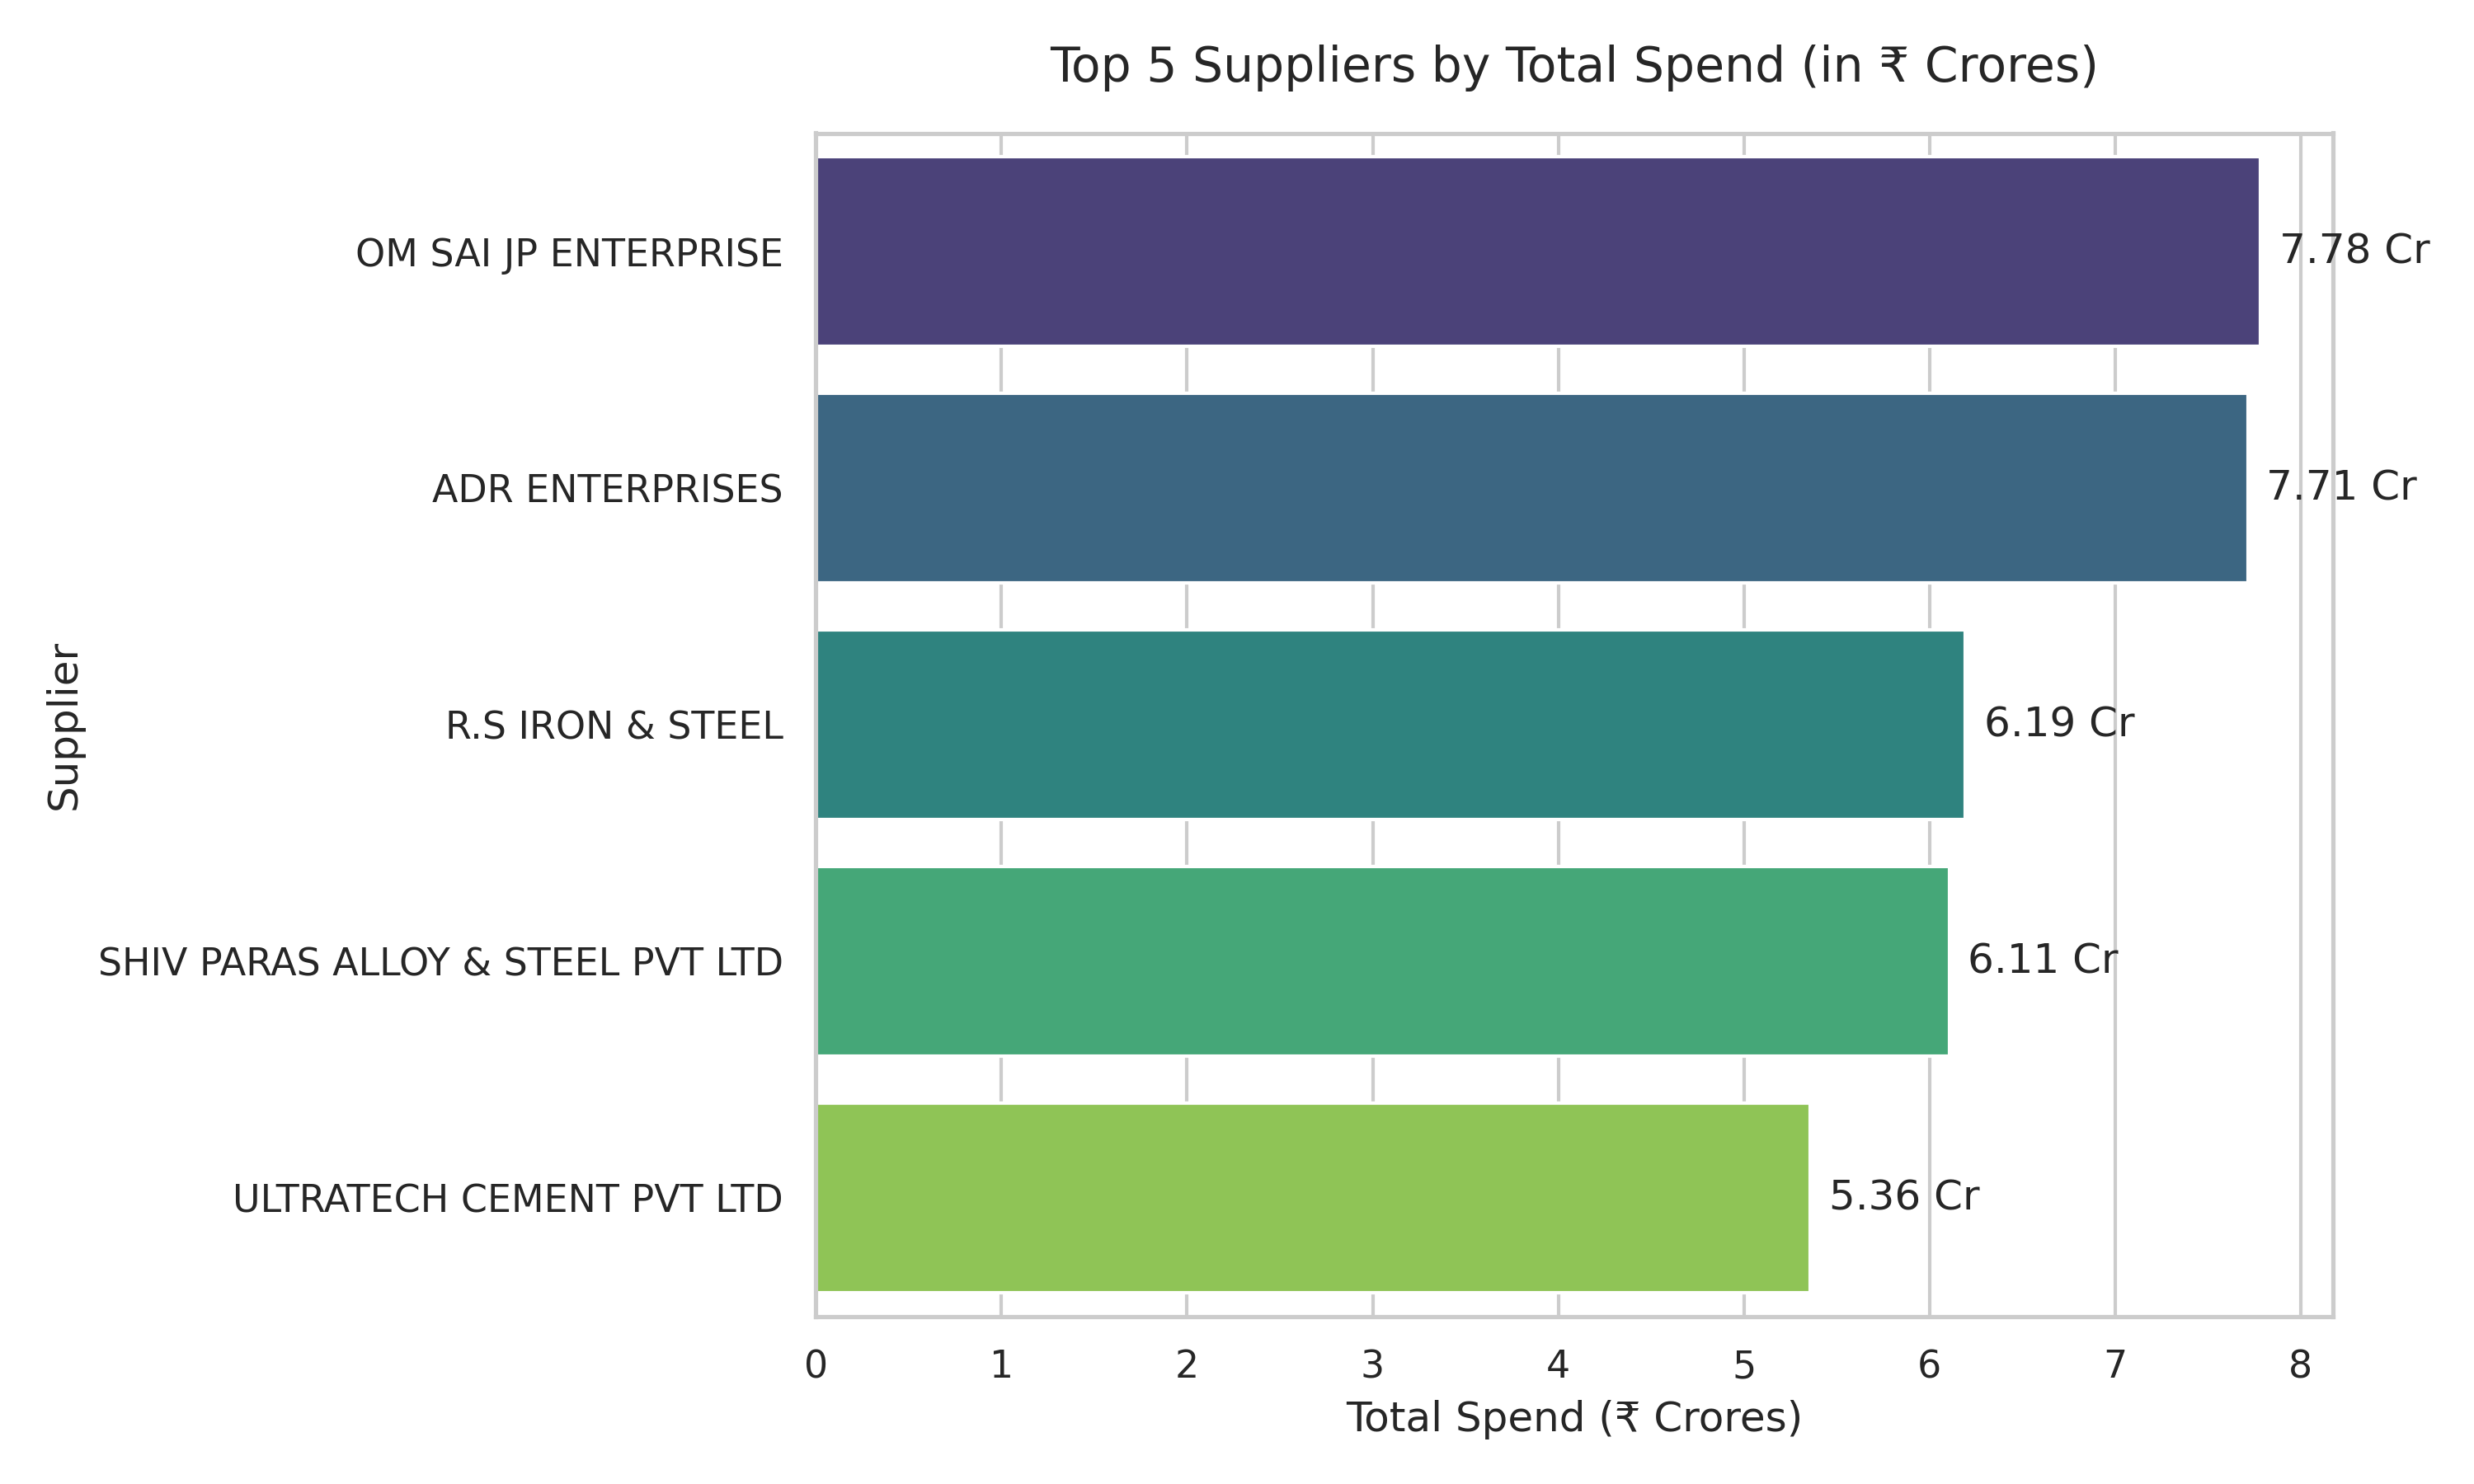 Top 5 Suppliers by Total Spend (in ₹ Crores)
Supplier
OM SAI JP ENTERPRISE
7.78 Cr
ADR ENTERPRISES
7.71 Cr
R.S IRON & STEEL
6.19 Cr
SHIV PARAS ALLOY & STEEL PVT LTD
6.11 Cr
ULTRATECH CEMENT PVT LTD
5.36 Cr
0 1 2 3 4 5 6 7 8
Total Spend (₹ Crores)